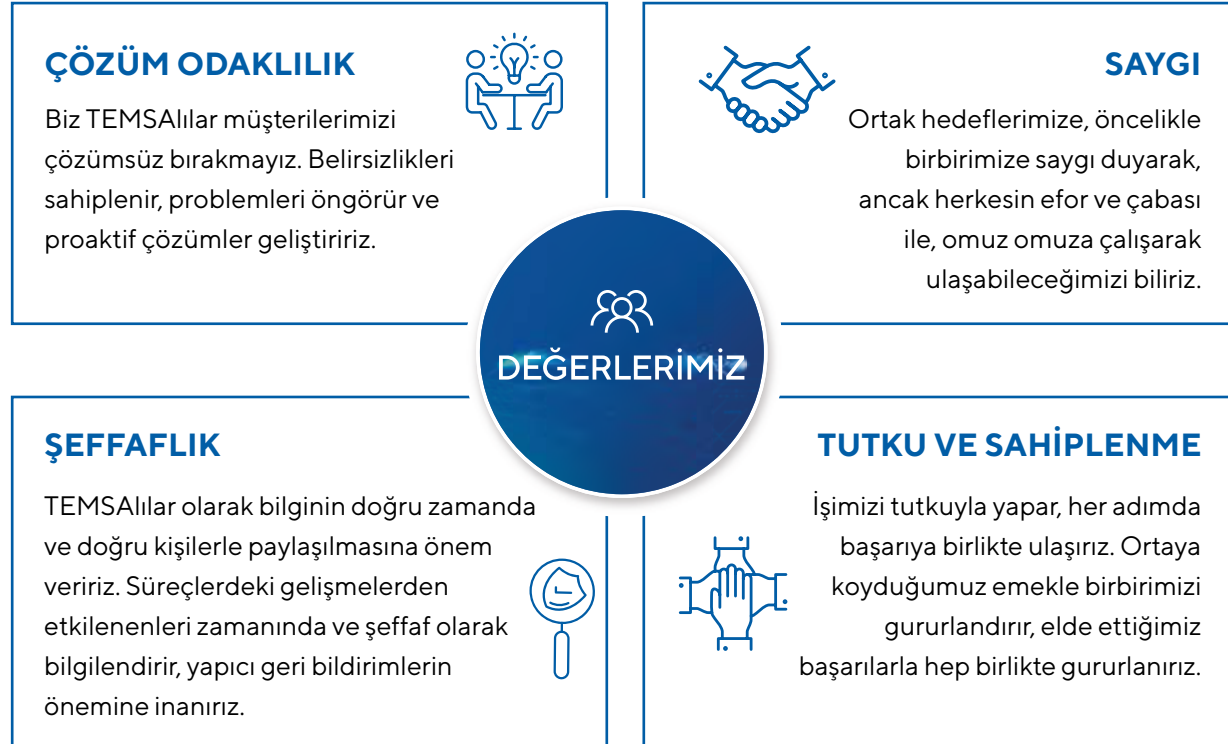 ÇÖZÜM ODAKLILIK
Biz TEMSAlılar müşterilerimizi
çözümsüz bırakmayız. Belirsizlikleri
sahiplenir, problemleri öngörür ve
proaktif çözümler geliştiririz.
SAYGI
Ortak hedeflerimize, öncelikle
birbirimize saygı duyarak,
ancak herkesin efor ve çabası
ile, omuz omuza çalışarak
ulaşabileceğimizi biliriz.
DEĞERLERİMİZ
ŞEFFAFLIK
TEMSAlılar olarak bilginin doğru zamanda
ve doğru kişilerle paylaşılmasına önem
veririz. Süreçlerdeki gelişmelerden
etkilenenleri zamanında ve şeffaf olarak
bilgilendirir, yapıcı geri bildirimlerin
önemine inanırız.
TUTKU VE SAHİPLENME
İşimizi tutkuyla yapar, her adımda
başarıya birlikte ulaşırız. Ortaya
koyduğumuz emekle birbirimizi
gururlandırır, elde ettiğimiz
başarılarla hep birlikte gururlanırız.